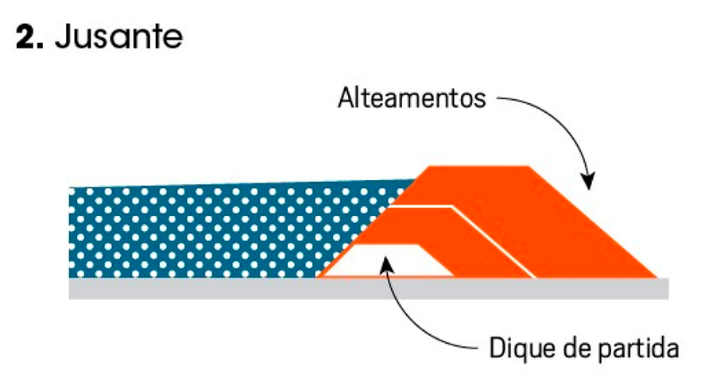 2. Jusante
Alteamentos
Dique de partida